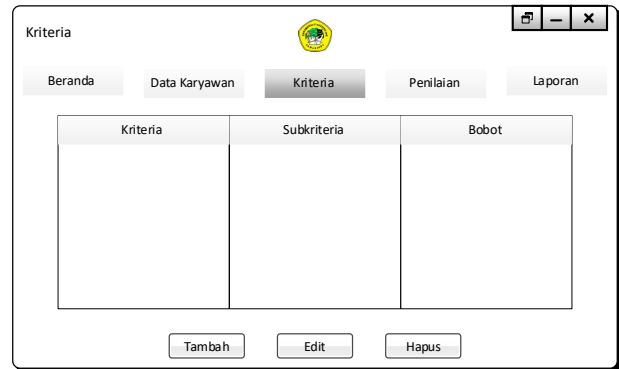 Kriteria
Beranda Data Karyawan Kriteria Penilaian Laporan
Kriteria Subkriteria Bobot
Tambah Edit Hapus